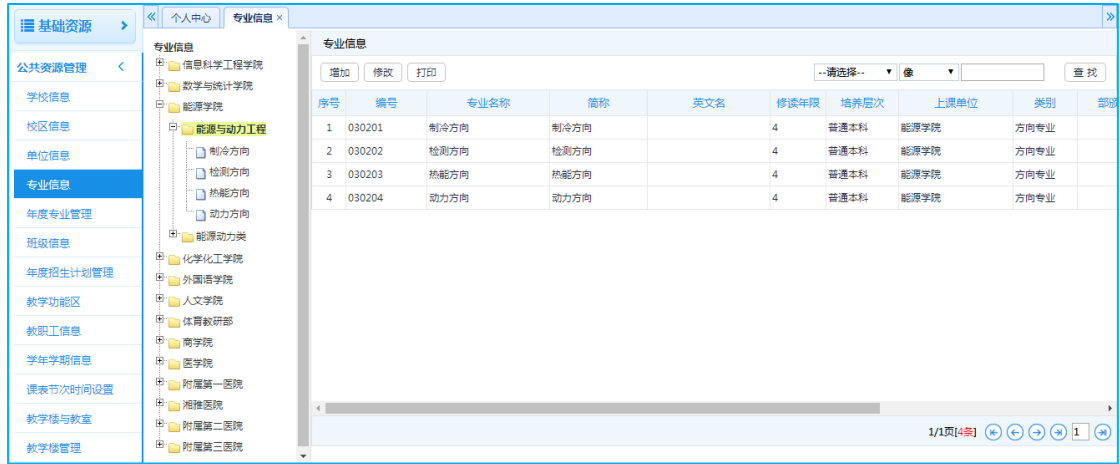 基础资源
公共资源管理
学校信息
校区信息
单位信息
专业信息
年度专业管理
班级信息
年度招生计划管理
教学功能区
教职工信息
学年学期信息
课表节次时间设置
教学楼与教室
教学楼管理
个人中心 专业信息 ×
专业信息
信息科学工程学院
数学与统计学院
能源学院
能源与动力工程
制冷方向
检测方向
热能方向
动力方向
能源动力类
化学化工学院
外国语学院
人文学院
体育教研部
商学院
医学院
附属第一医院
湘雅医院
附属第二医院
附属第三医院
专业信息
增加 修改 打印 --请选择-- 像 查 找
序号 编号 专业名称 简称 英文名 修读年限 培养层次 上课单位 类别 部颁
1 030201 制冷方向 制冷方向 4 普通本科 能源学院 方向专业
2 030202 检测方向 检测方向 4 普通本科 能源学院 方向专业
3 030203 热能方向 热能方向 4 普通本科 能源学院 方向专业
4 030204 动力方向 动力方向 4 普通本科 能源学院 方向专业
1/1页[4条] 1